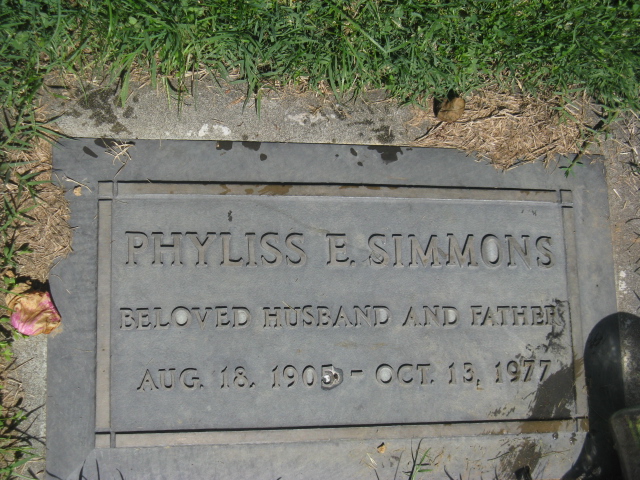 PHYLISS E. SIMMONS
BELOVED HUSBAND AND FATHER
AUG. 18. 1905 - OCT. 13, 1977